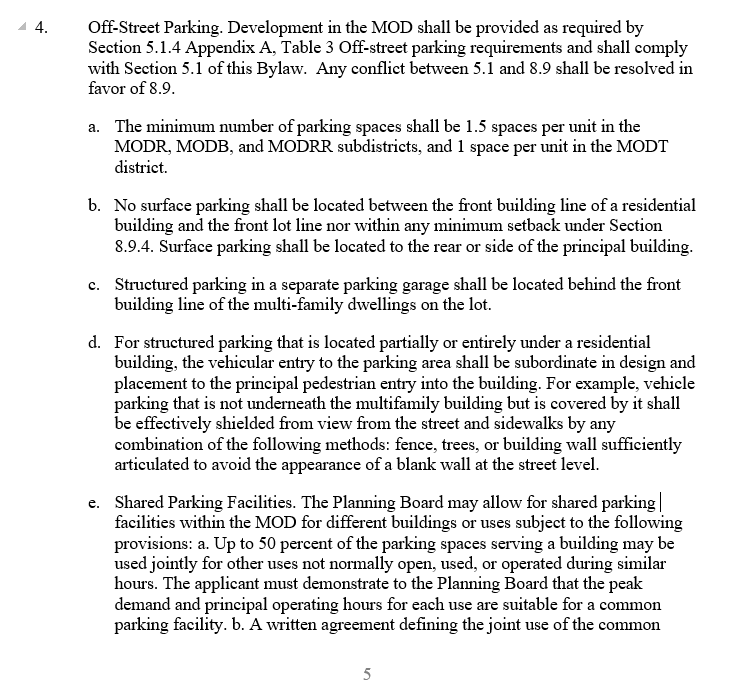 4. Off-Street Parking. Development in the MOD shall be provided as required by
Section 5.1.4 Appendix A, Table 3 Off-street parking requirements and shall comply
with Section 5.1 of this Bylaw.  Any conflict between 5.1 and 8.9 shall be resolved in
favor of 8.9.
a. The minimum number of parking spaces shall be 1.5 spaces per unit in the
MODR, MODB, and MODRR subdistricts, and 1 space per unit in the MODT
district.
b. No surface parking shall be located between the front building line of a residential
building and the front lot line nor within any minimum setback under Section
8.9.4. Surface parking shall be located to the rear or side of the principal building.
c. Structured parking in a separate parking garage shall be located behind the front
building line of the multi-family dwellings on the lot.
d. For structured parking that is located partially or entirely under a residential
building, the vehicular entry to the parking area shall be subordinate in design and
placement to the principal pedestrian entry into the building. For example, vehicle
parking that is not underneath the multifamily building but is covered by it shall
be effectively shielded from view from the street and sidewalks by any
combination of the following methods: fence, trees, or building wall sufficiently
articulated to avoid the appearance of a blank wall at the street level.
e. Shared Parking Facilities. The Planning Board may allow for shared parking
facilities within the MOD for different buildings or uses subject to the following
provisions: a. Up to 50 percent of the parking spaces serving a building may be
used jointly for other uses not normally open, used, or operated during similar
hours. The applicant must demonstrate to the Planning Board that the peak
demand and principal operating hours for each use are suitable for a common
parking facility. b. A written agreement defining the joint use of the common
5